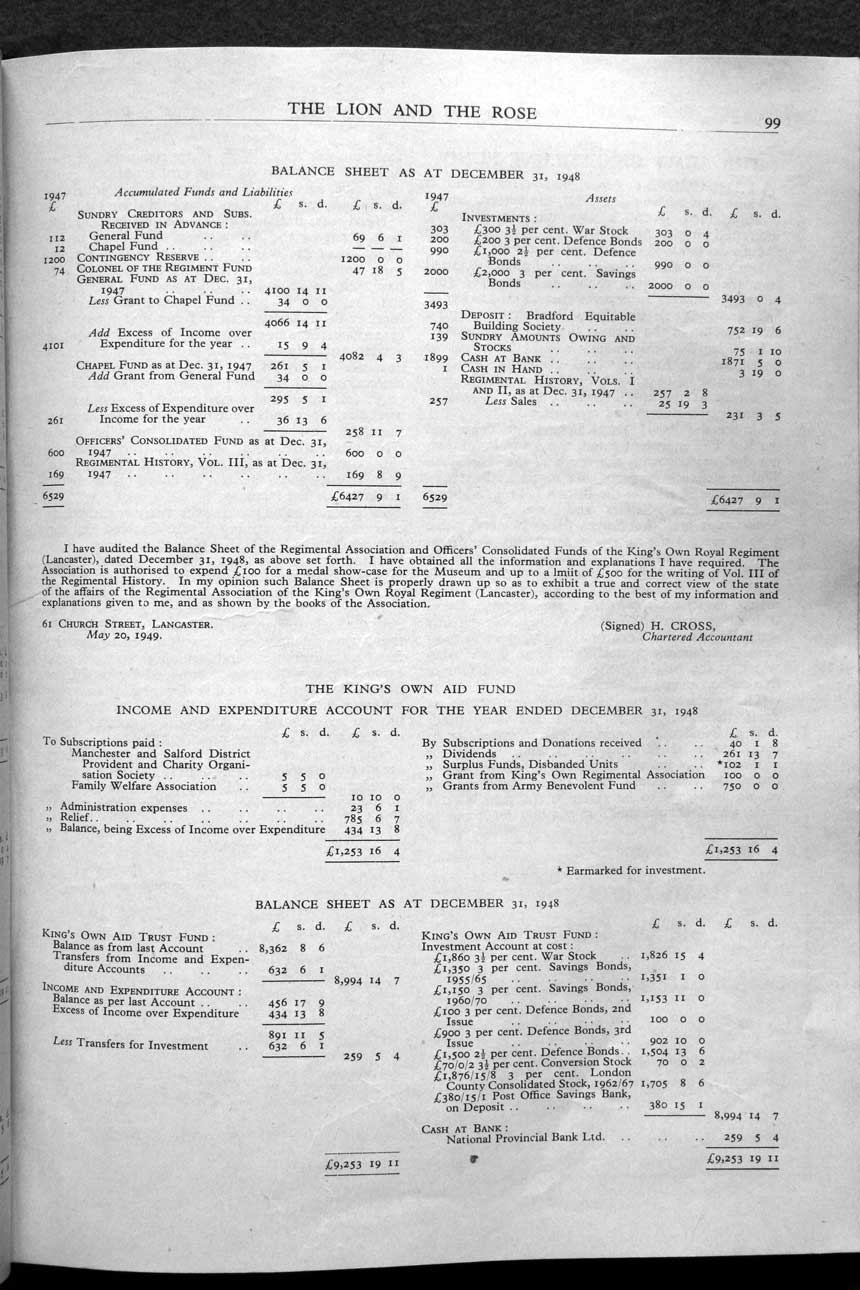 THE LION AND THE ROSE
99
BALANCE SHEET AS AT DECEMBER 31, 1948
1947 Accumulated Funds and Liabilities
£ £ s. d. £ s. d.
SUNDRY CREDITORS AND SUBS.
RECEIVED IN ADVANCE :
112 General Fund .. .. 69 6 1
12 Chapel Fund .. .. .. — — —
1200 CONTINGENCY RESERVE .. .. 1200 0 0
74 COLONEL OF THE REGIMENT FUND 47 18 5
GENERAL FUND AS AT DEC. 31,
1947 .. .. .. 4100 14 11
Less Grant to Chapel Fund .. 34 0 0
4066 14 11
Add Excess of Income over
4101 Expenditure for the year .. 15 9 4
4082 4 3
CHAPEL FUND as at Dec. 31, 1947 261 5 1
Add Grant from General Fund 34 0 0
295 5 1
Less Excess of Expenditure over
261 Income for the year .. 36 13 6
258 11 7
OFFICERS' CONSOLIDATED FUND as at Dec. 31,
600 1947 .. .. .. .. .. .. 600 0 0
REGIMENTAL HISTORY, VOL. III, as at Dec. 31,
169 1947 .. .. .. .. .. .. 169 8 9
6529 £6427 9 1
1947 Assets
£ £ s. d. £ s. d.
INVESTMENTS :
303 £300 3½ per cent. War Stock 303 0 4
200 £200 3 per cent. Defence Bonds 200 0 0
990 £1,000 2½ per cent. Defence
Bonds .. .. .. 990 0 0
2000 £2,000 3 per cent. Savings
Bonds .. .. .. 2000 0 0
3493 3493 0 4
DEPOSIT : Bradford Equitable
740 Building Society .. .. 752 19 6
139 SUNDRY AMOUNTS OWING AND
STOCKS .. .. .. 75 1 10
1899 CASH AT BANK .. .. .. 1871 5 0
1 CASH IN HAND .. .. .. 3 19 0
REGIMENTAL HISTORY, VOLS. I
AND II, as at Dec. 31, 1947 .. 257 2 8
257 Less Sales .. .. .. 25 19 3
231 3 5
6529 £6427 9 1
I have audited the Balance Sheet of the Regimental Association and Officers' Consolidated Funds of the King's Own Royal Regiment
(Lancaster), dated December 31, 1948, as above set forth. I have obtained all the information and explanations I have required. The
Association is authorised to expend £100 for a medal show-case for the Museum and up to a lmiit of £500 for the writing of Vol. III of
the Regimental History. In my opinion such Balance Sheet is properly drawn up so as to exhibit a true and correct view of the state
of the affairs of the Regimental Association of the King's Own Royal Regiment (Lancaster), according to the best of my information and
explanations given to me, and as shown by the books of the Association.
61 CHURCH STREET, LANCASTER.
May 20, 1949.
(Signed) H. CROSS,
Chartered Accountant
THE KING'S OWN AID FUND
INCOME AND EXPENDITURE ACCOUNT FOR THE YEAR ENDED DECEMBER 31, 1948
£ s. d. £ s. d.
To Subscriptions paid :
Manchester and Salford District
Provident and Charity Organi-
sation Society .. .. .. 5 5 0
Family Welfare Association .. 5 5 0
10 10 0
,, Administration expenses .. .. .. .. 23 6 1
,, Relief.. .. .. .. .. .. .. 785 6 7
,, Balance, being Excess of Income over Expenditure 434 13 8
£1,253 16 4
£ s. d.
By Subscriptions and Donations received .. .. 40 1 8
,, Dividends .. .. .. .. .. .. 261 13 7
,, Surplus Funds, Disbanded Units .. .. *102 1 1
,, Grant from King's Own Regimental Association 100 0 0
,, Grants from Army Benevolent Fund .. .. 750 0 0
£1,253 16 4
* Earmarked for investment.
BALANCE SHEET AS AT DECEMBER 31, 1948
£ s. d. £ s. d.
KING'S OWN AID TRUST FUND :
Balance as from last Account .. 8,362 8 6
Transfers from Income and Expen-
diture Accounts .. .. .. 632 6 1
8,994 14 7
INCOME AND EXPENDITURE ACCOUNT :
Balance as per last Account .. .. 456 17 9
Excess of Income over Expenditure 434 13 8
891 11 5
Less Transfers for Investment .. 632 6 1
259 5 4
£9,253 19 11
£ s. d. £ s. d.
KING'S OWN AID TRUST FUND :
Investment Account at cost :
£1,860 3½ per cent. War Stock .. 1,826 15 4
£1,350 3 per cent. Savings Bonds,
1955/65 .. .. .. .. 1,351 1 0
£1,150 3 per cent. Savings Bonds,
1960/70 .. .. .. .. 1,153 11 0
£100 3 per cent. Defence Bonds, 2nd
Issue .. .. .. .. 100 0 0
£900 3 per cent. Defence Bonds, 3rd
Issue .. .. .. .. 902 10 0
£1,500 2½ per cent. Defence Bonds.. 1,504 13 6
£70/0/2 3½ per cent. Conversion Stock 70 0 2
£1,876/15/8 3 per cent. London
County Consolidated Stock, 1962/67 1,705 8 6
£380/15/1 Post Office Savings Bank,
on Deposit .. .. .. .. 380 15 1
8,994 14 7
CASH AT BANK :
National Provincial Bank Ltd. .. .. .. 259 5 4
£9,253 19 11